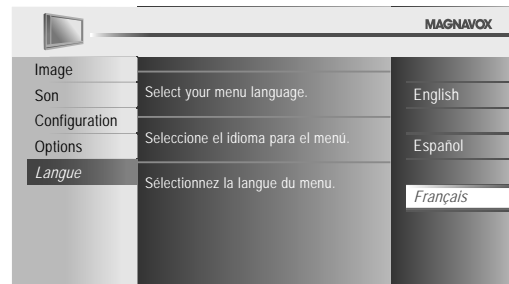 MAGNAVOX
Image
Son
Configuration
Options
Langue
Select your menu language.
Seleccione el idioma para el menú.
Sélectionnez la langue du menu.
English
Español
Français